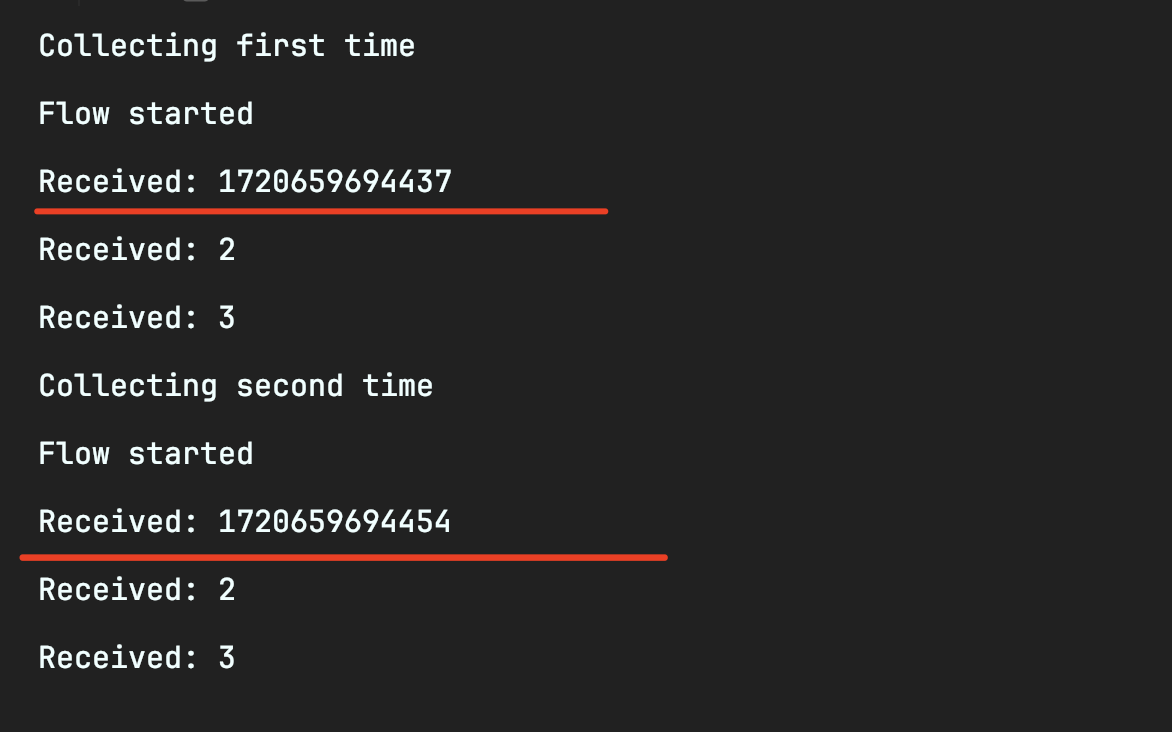 Collecting first time
Flow started
Received: 1720659694437
Received: 2
Received: 3
Collecting second time
Flow started
Received: 1720659694454
Received: 2
Received: 3